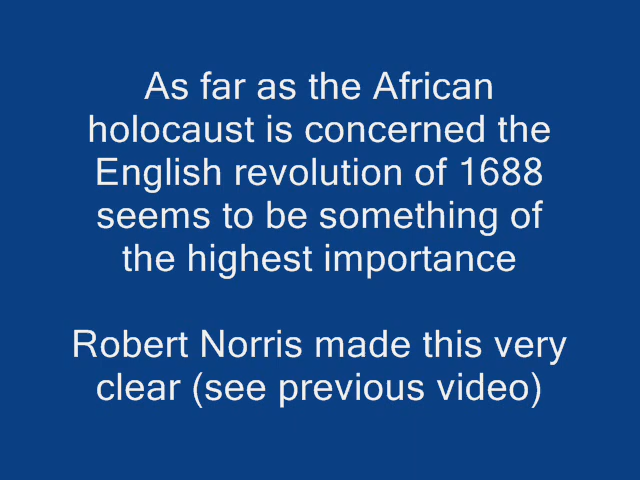 As far as the African
holocaust is concerned the
English revolution of 1688
seems to be something of
the highest importance
Robert Norris made this very
clear (see previous video)